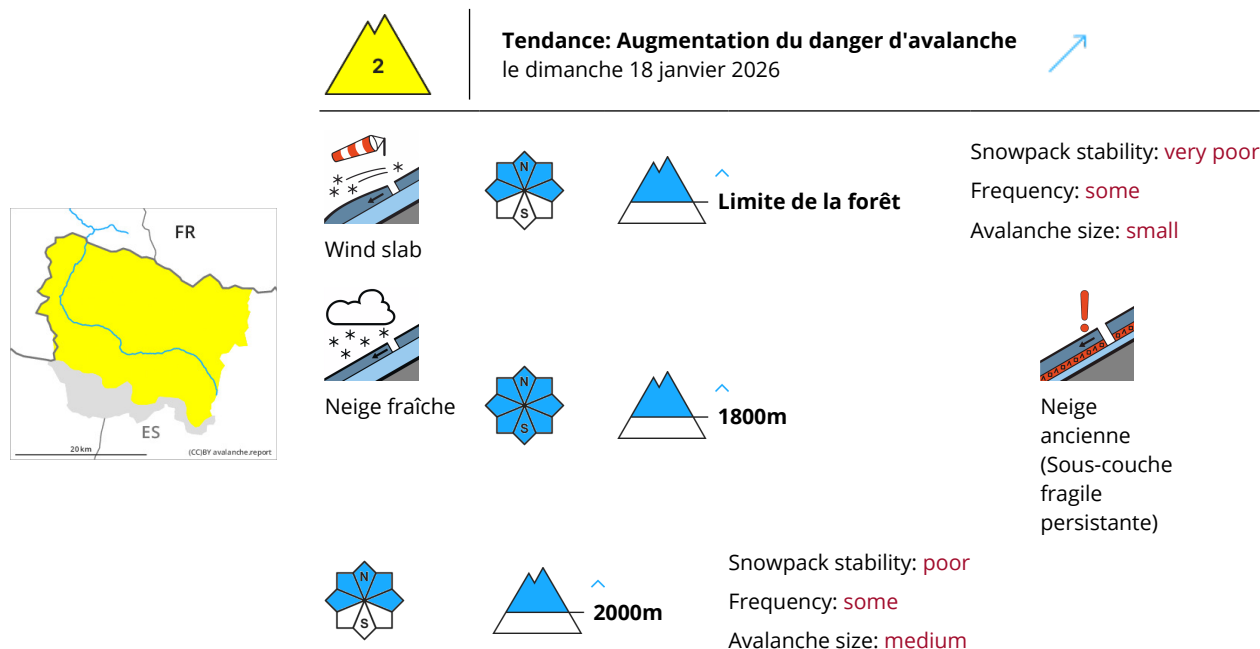 2
Tendance: Augmentation du danger d'avalanche
le dimanche 18 janvier 2026
FR
ES
20 km
(CC)BY avalanche.report
Wind slab
N
S
Limite de la forêt
Snowpack stability: very poor
Frequency: some
Avalanche size: small
Neige fraîche
N
S
1800m
Neige
ancienne
(Sous-couche
fragile
persistante)
N
S
2000m
Snowpack stability: poor
Frequency: some
Avalanche size: medium